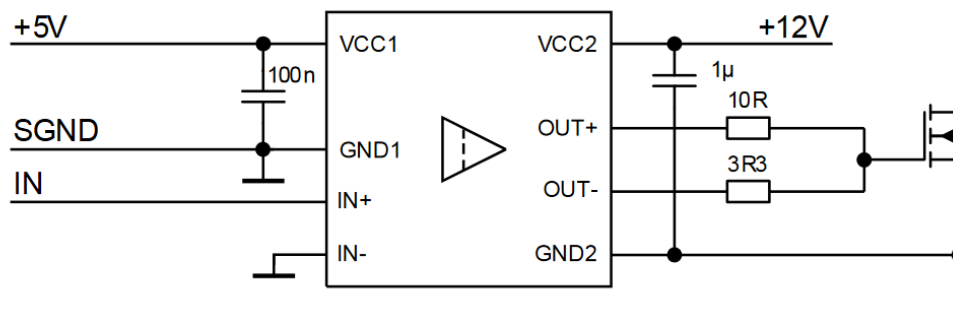 +5V
VCC1
VCC2
+12V
100n
1µ
10R
SGND
OUT+
GND1
3R3
IN
OUT-
IN+
IN-
GND2